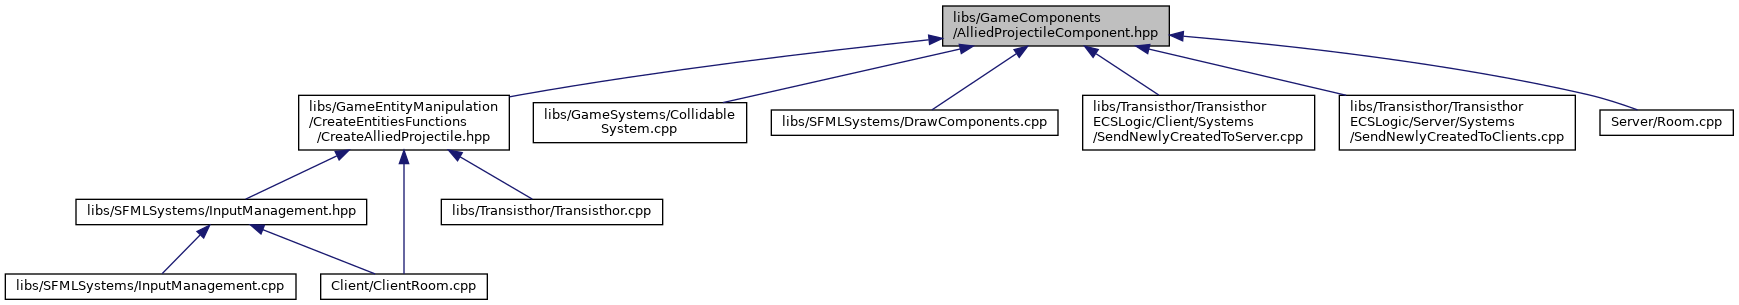 libs/GameComponents
/AlliedProjectileComponent.hpp
libs/GameEntityManipulation
/CreateEntitiesFunctions
/CreateAlliedProjectile.hpp
libs/GameSystems/Collidable
System.cpp
libs/SFMLSystems/DrawComponents.cpp
libs/Transisthor/Transisthor
ECSLogic/Client/Systems
/SendNewlyCreatedToServer.cpp
libs/Transisthor/Transisthor
ECSLogic/Server/Systems
/SendNewlyCreatedToClients.cpp
Server/Room.cpp
libs/SFMLSystems/InputManagement.hpp
libs/Transisthor/Transisthor.cpp
libs/SFMLSystems/InputManagement.cpp
Client/ClientRoom.cpp